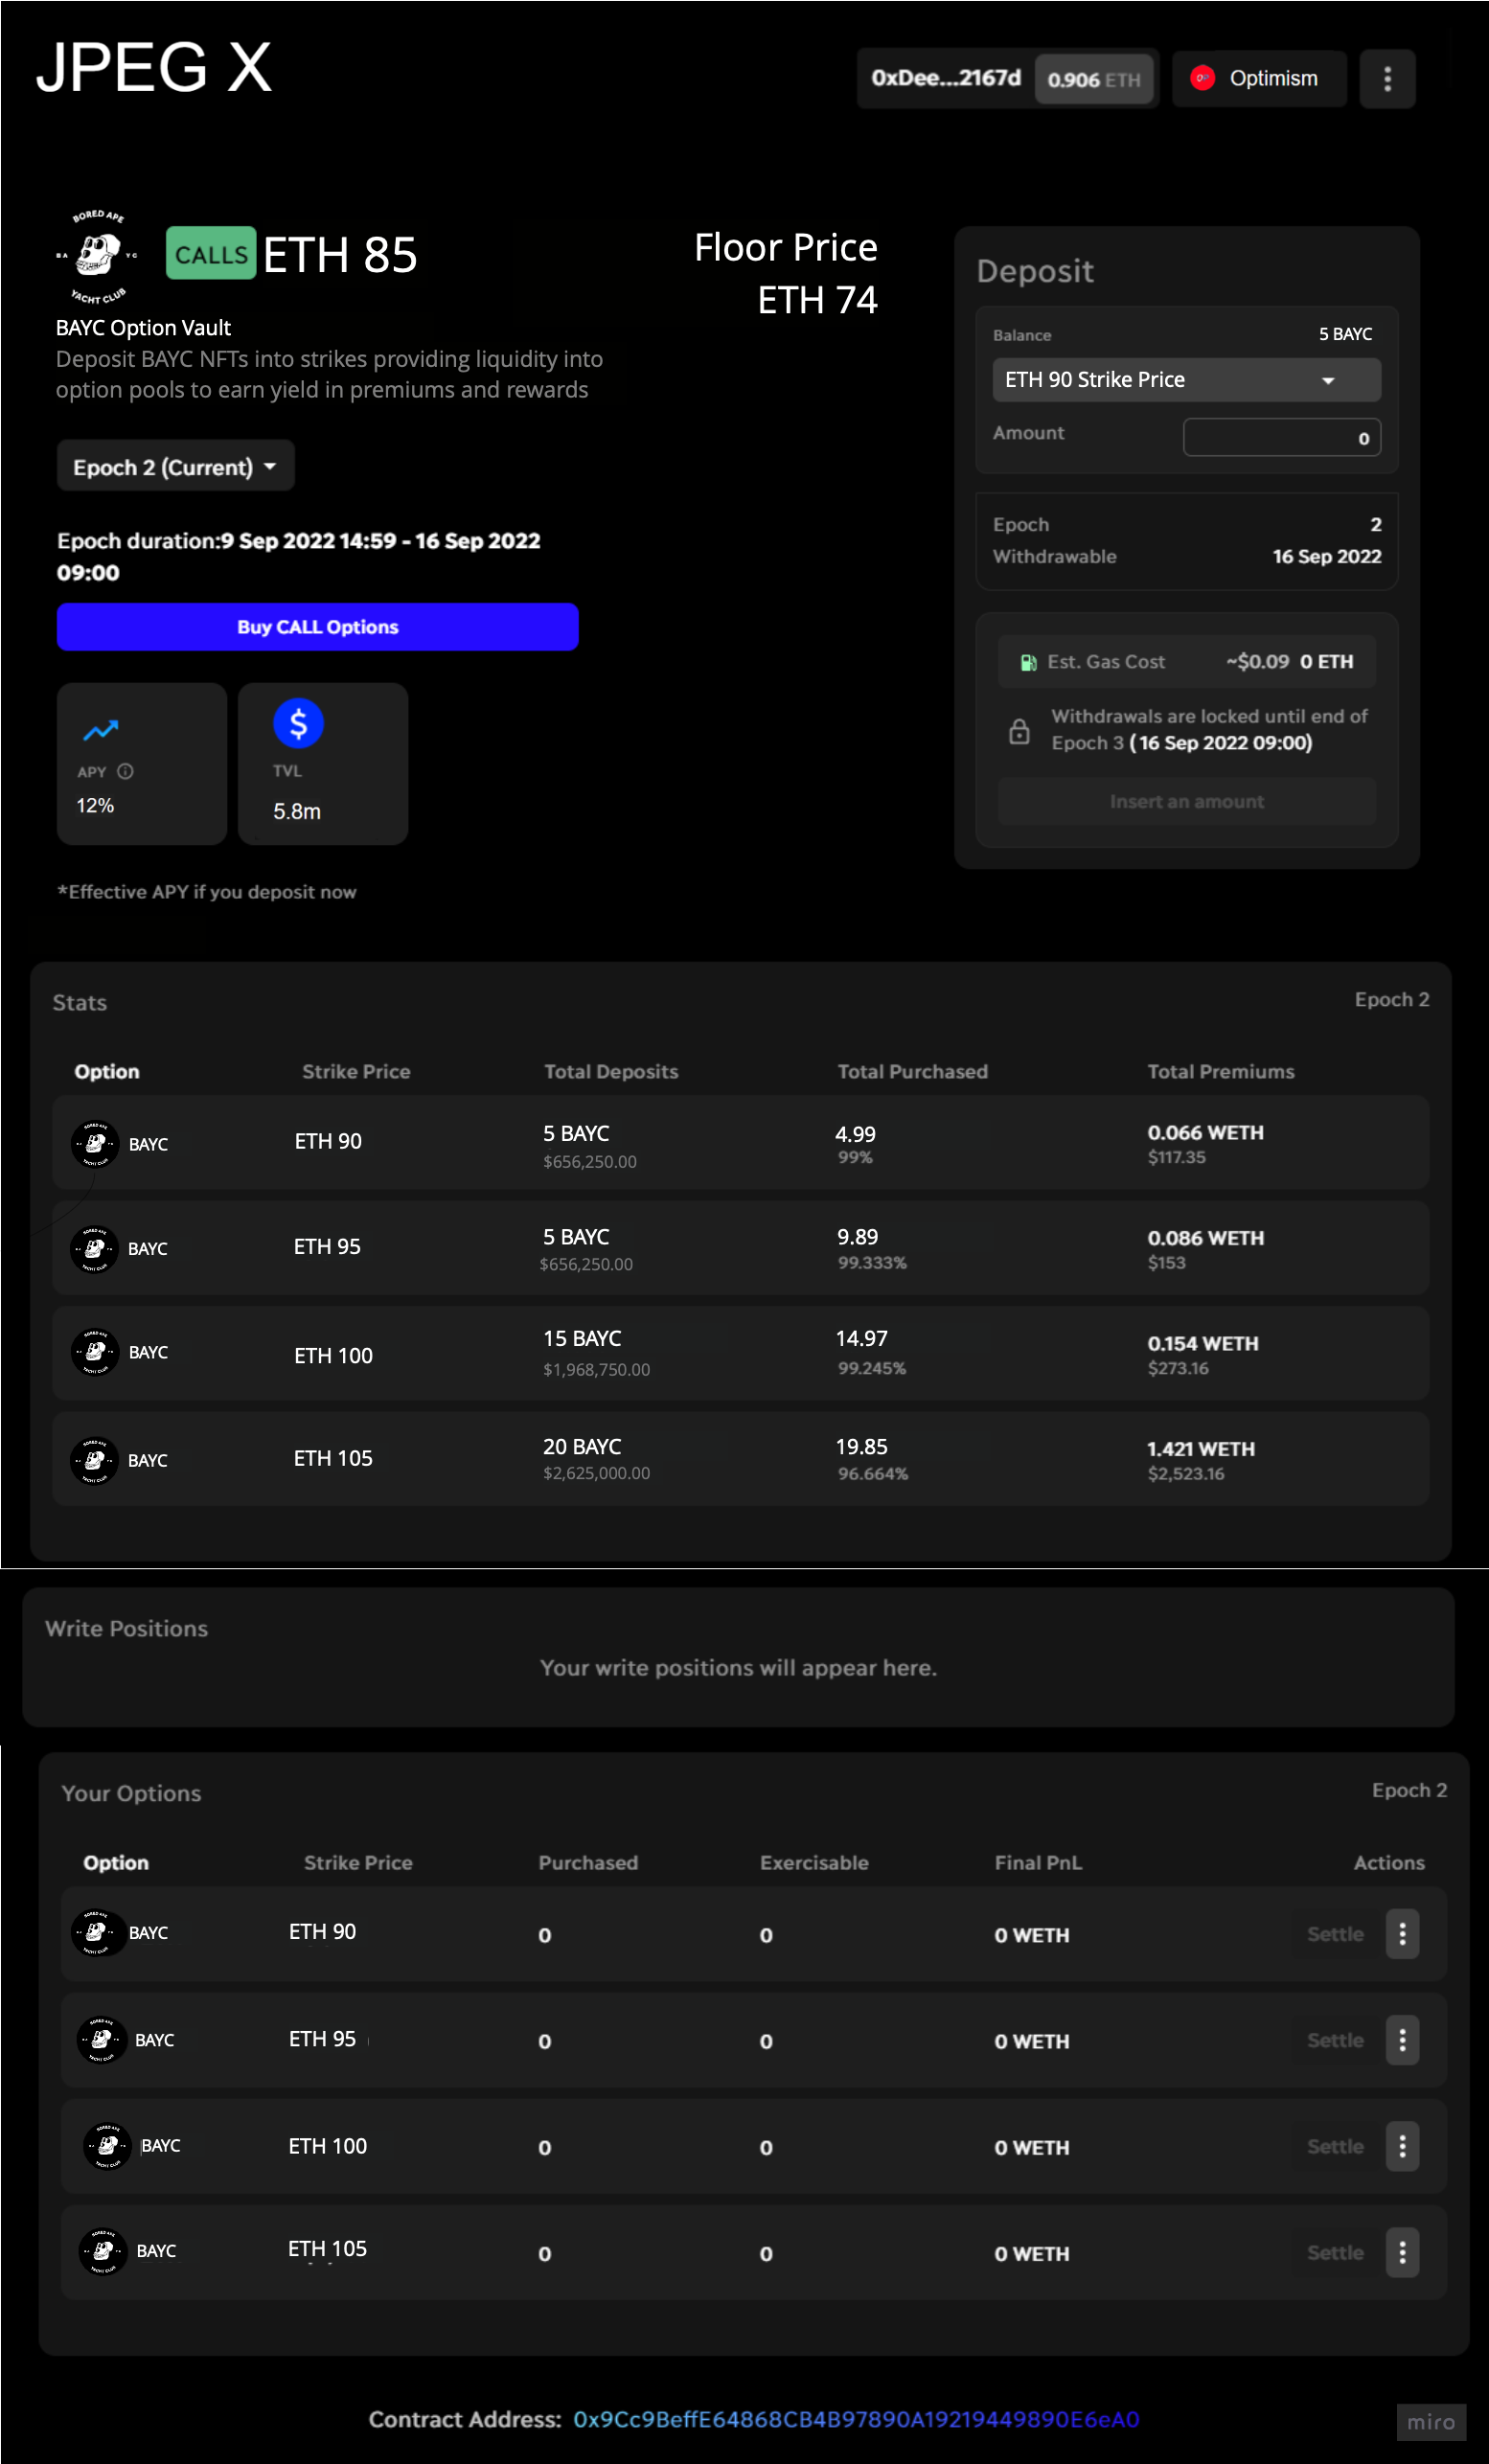 JPEG X
0xDee...2167d 0.906 ETH
Optimism
BORED APE
BA YC
YACHT CLUB
CALLS ETH 85
Floor Price
ETH 74
BAYC Option Vault
Deposit BAYC NFTs into strikes providing liquidity into
option pools to earn yield in premiums and rewards
Epoch 2 (Current)
Epoch duration:9 Sep 2022 14:59 - 16 Sep 2022
09:00
Buy CALL Options
APY
12%
TVL
5.8m
*Effective APY if you deposit now
Deposit
Balance 5 BAYC
ETH 90 Strike Price
Amount 0
Epoch 2
Withdrawable 16 Sep 2022
Est. Gas Cost ~$0.09 0 ETH
Withdrawals are locked until end of
Epoch 3 ( 16 Sep 2022 09:00)
Insert an amount
Stats Epoch 2
Option Strike Price Total Deposits Total Purchased Total Premiums
BAYC ETH 90 5 BAYC 4.99 0.066 WETH
$656,250.00 99% $117.35
BAYC ETH 95 5 BAYC 9.89 0.086 WETH
$656,250.00 99.333% $153
BAYC ETH 100 15 BAYC 14.97 0.154 WETH
$1,968,750.00 99.245% $273.16
BAYC ETH 105 20 BAYC 19.85 1.421 WETH
$2,625,000.00 96.664% $2,523.16
Write Positions
Your write positions will appear here.
Your Options Epoch 2
Option Strike Price Purchased Exercisable Final PnL Actions
BAYC ETH 90 0 0 0 WETH Settle
BAYC ETH 95 0 0 0 WETH Settle
BAYC ETH 100 0 0 0 WETH Settle
BAYC ETH 105 0 0 0 WETH Settle
Contract Address: 0x9Cc9BeffE64868CB4B97890A19219449890E6eA0
miro